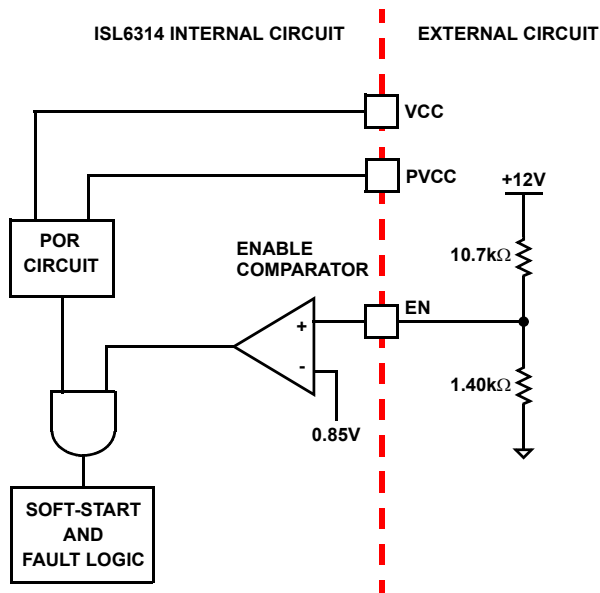 ISL6314 INTERNAL CIRCUIT
EXTERNAL CIRCUIT
VCC
PVCC
+12V
POR
CIRCUIT
ENABLE
COMPARATOR
10.7kΩ
EN
+
-
0.85V
1.40kΩ
SOFT-START
AND
FAULT LOGIC